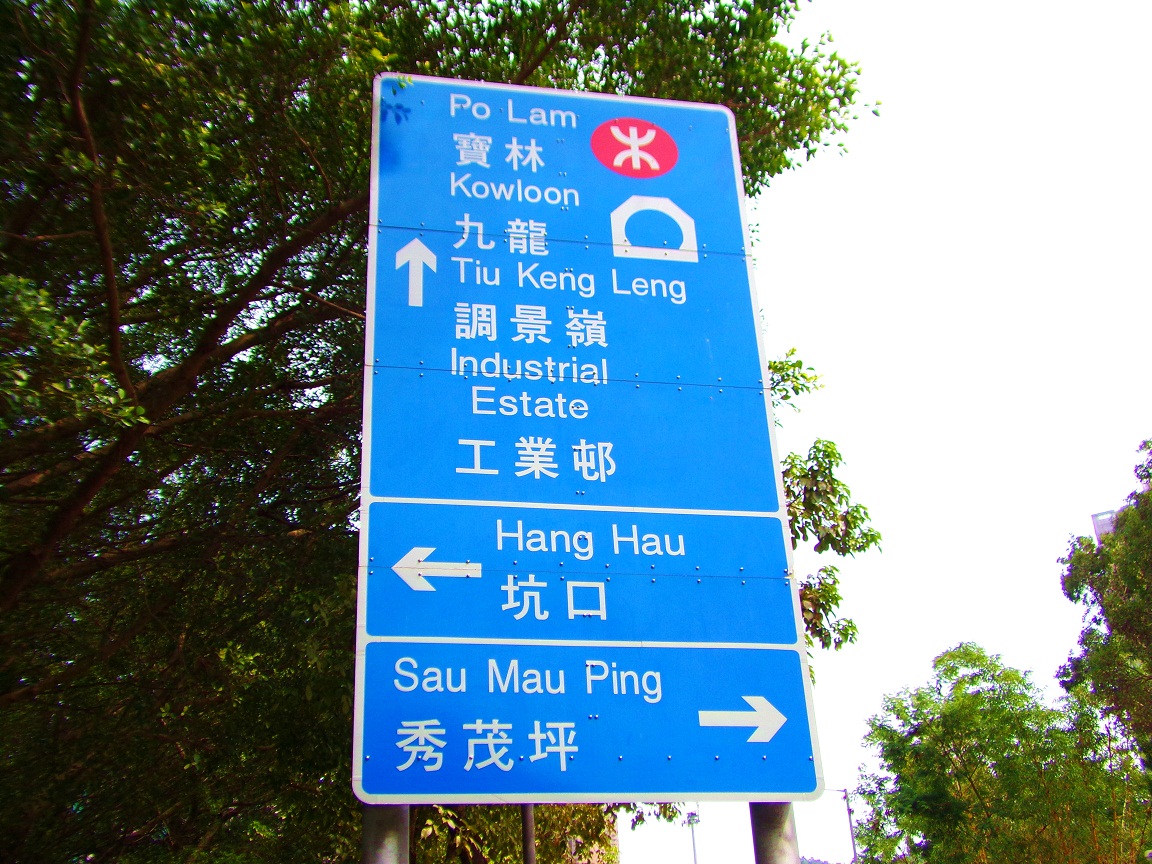 Po Lam
寶林
Kowloon
九龍
Tiu Keng Leng
調景嶺
Industrial
Estate
工業邨
Hang Hau
坑口
Sau Mau Ping
秀茂坪